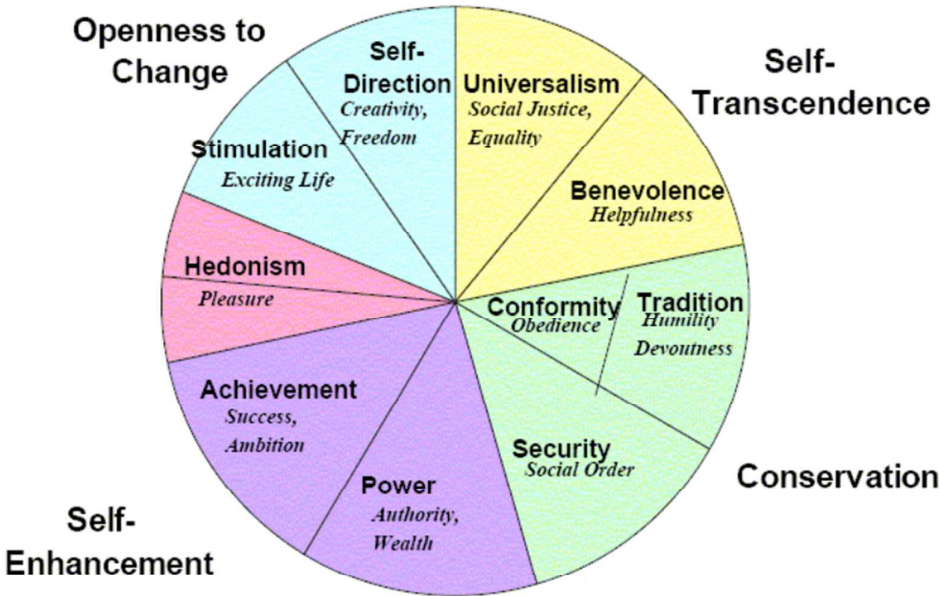 Openness to
Change
Self-
Transcendence
Self-
Direction
Creativity,
Freedom
Universalism
Social Justice,
Equality
Stimulation
Exciting Life
Benevolence
Helpfulness
Hedonism
Pleasure
Conformity
Obedience
Tradition
Humility
Devoutness
Achievement
Success,
Ambition
Security
Social Order
Power
Authority,
Wealth
Conservation
Self-
Enhancement